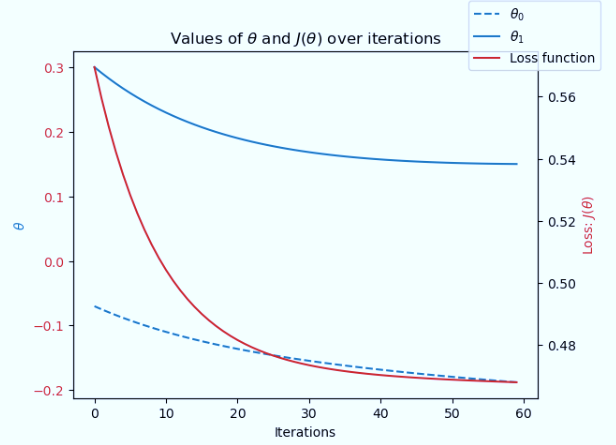 θ₀
θ₁
Loss function
Values of θ and J(θ) over iterations
0.3
0.2
0.1
0.0
−0.1
−0.2
θ
0.56
0.54
0.52
0.50
0.48
Loss: J(θ)
0 10 20 30 40 50 60
Iterations